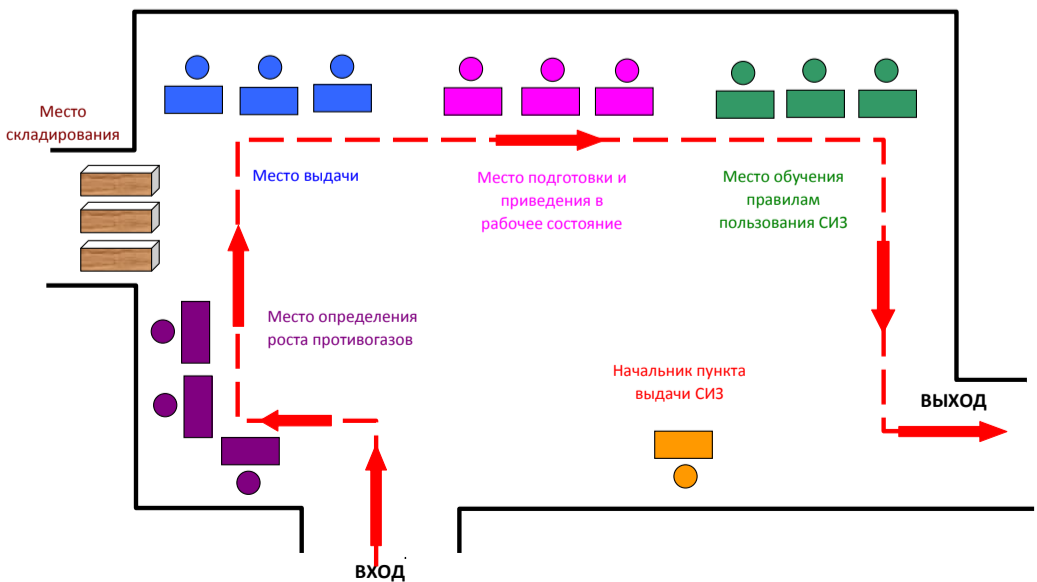 Место
складирования
Место выдачи
Место подготовки и
приведения в
рабочее состояние
Место обучения
правилам
пользования СИЗ
Место определения
роста противогазов
Начальник пункта
выдачи СИЗ
ВЫХОД
ВХОД